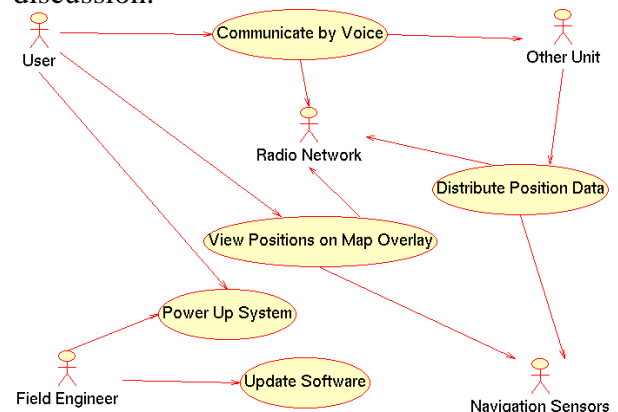 discussion.
Communicate by Voice
User
Other Unit
Radio Network
Distribute Position Data
View Positions on Map Overlay
Power Up System
Update Software
Field Engineer
Navigation Sensors